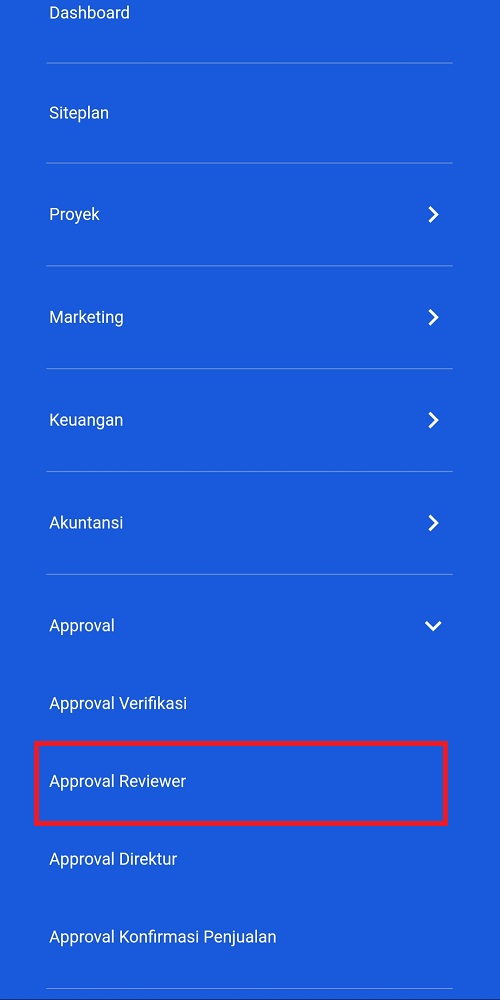 Dashboard
Siteplan
Proyek
Marketing
Keuangan
Akuntansi
Approval
Approval Verifikasi
Approval Reviewer
Approval Direktur
Approval Konfirmasi Penjualan